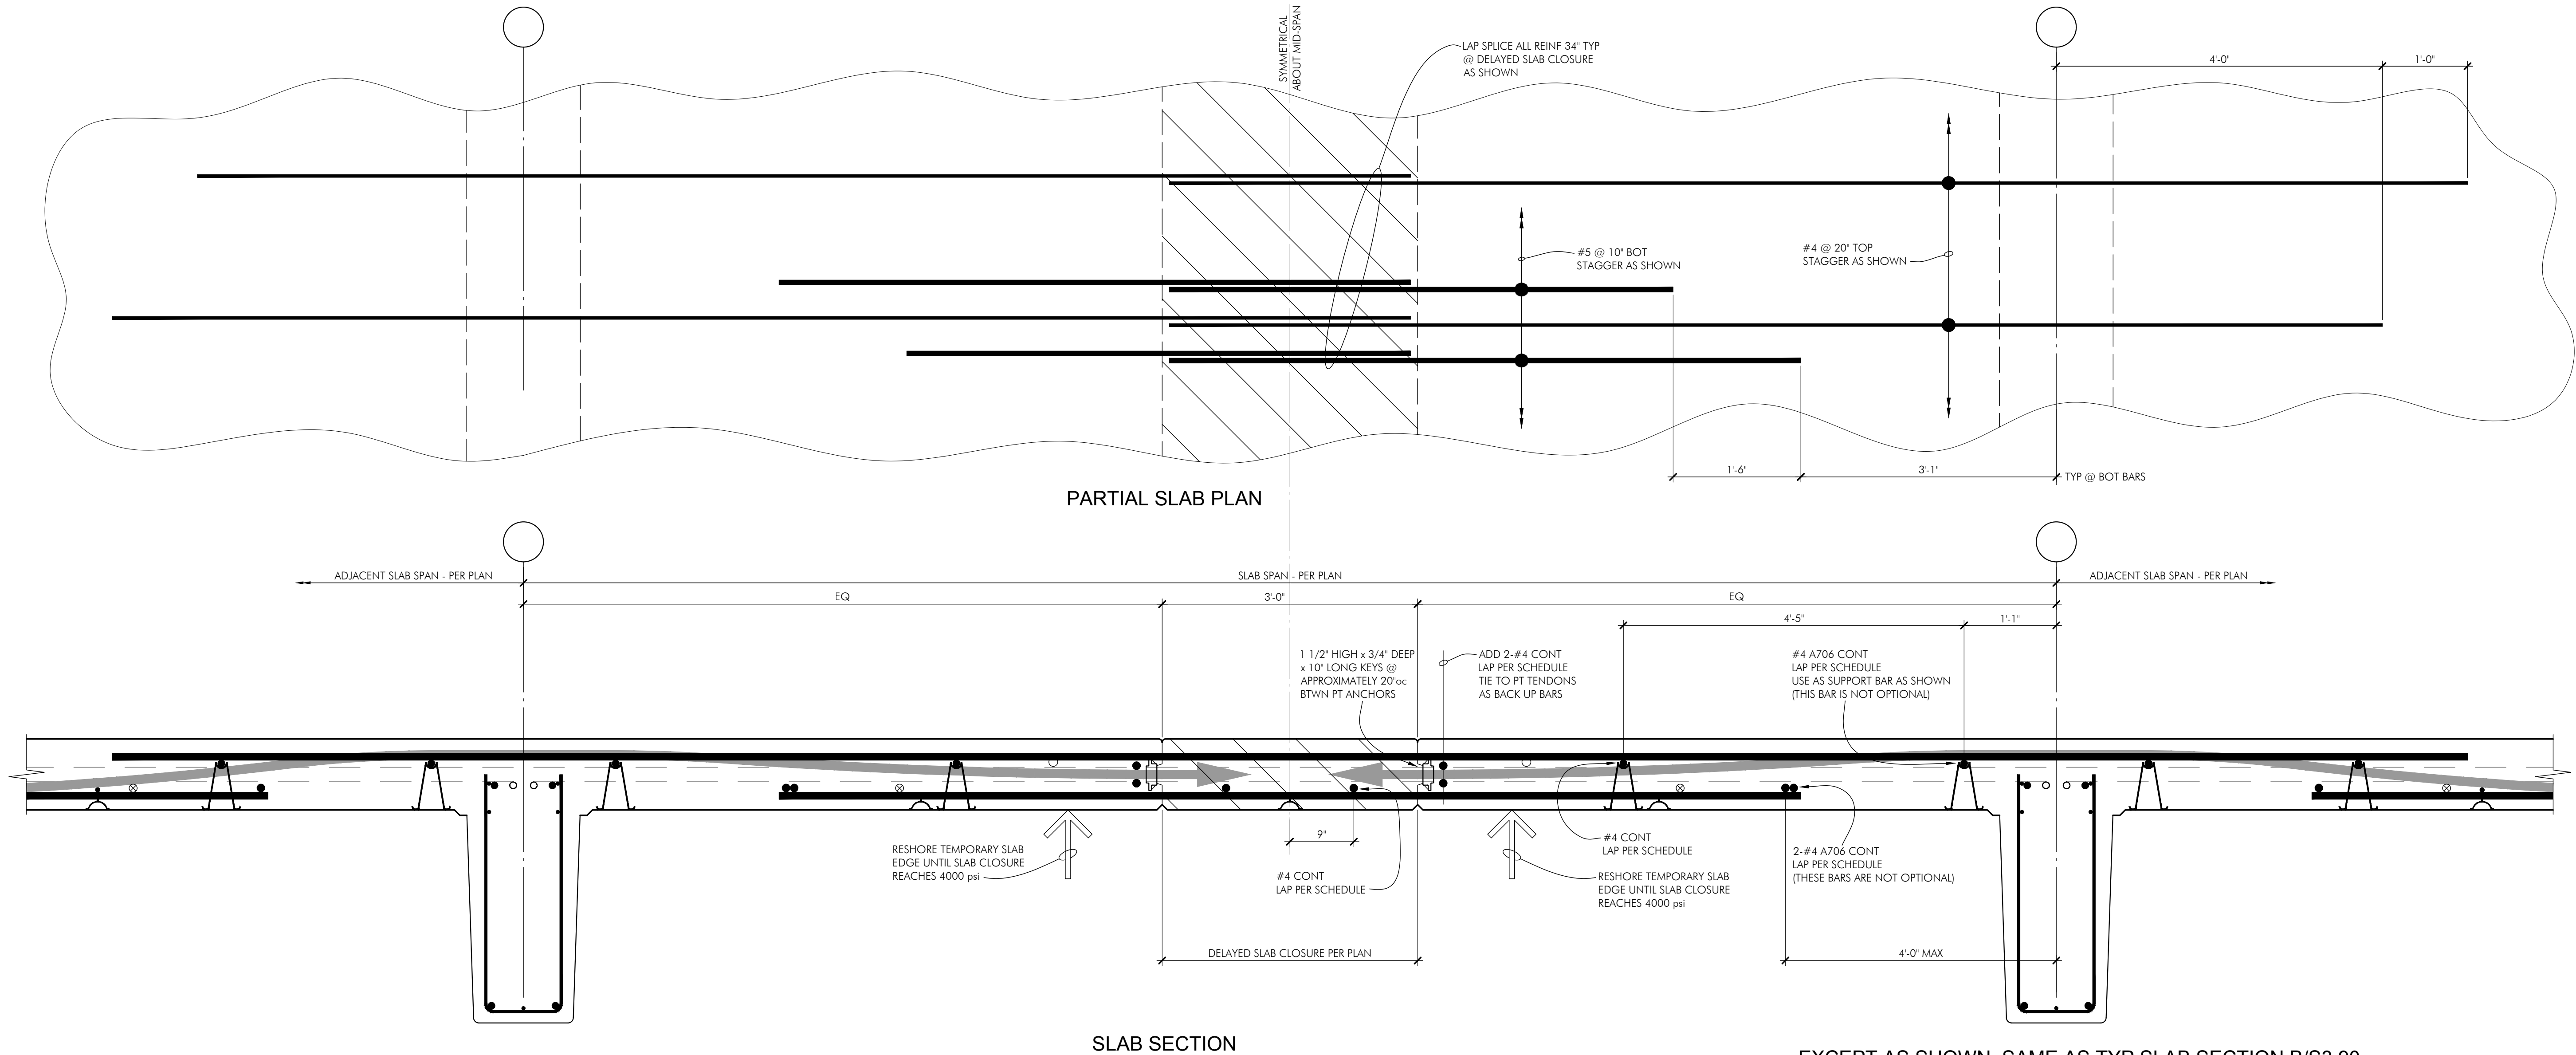 SYMMETRICAL
ABOUT MID-SPAN
LAP SPLICE ALL REINF 34" TYP
@ DELAYED SLAB CLOSURE
AS SHOWN
4'-0"
1'-0"
#5 @ 10" BOT
STAGGER AS SHOWN
#4 @ 20" TOP
STAGGER AS SHOWN
1'-6"
3'-1"
TYP @ BOT BARS
PARTIAL SLAB PLAN
ADJACENT SLAB SPAN - PER PLAN
SLAB SPAN - PER PLAN
ADJACENT SLAB SPAN - PER PLAN
EQ
3'-0"
EQ
4'-5"
1'-1"
1 1/2" HIGH x 3/4" DEEP
x 10" LONG KEYS @
APPROXIMATELY 20"oc
BTWN PT ANCHORS
ADD 2-#4 CONT
LAP PER SCHEDULE
TIE TO PT TENDONS
AS BACK UP BARS
#4 A706 CONT
LAP PER SCHEDULE
USE AS SUPPORT BAR AS SHOWN
(THIS BAR IS NOT OPTIONAL)
9"
RESHORE TEMPORARY SLAB
EDGE UNTIL SLAB CLOSURE
REACHES 4000 psi
#4 CONT
LAP PER SCHEDULE
#4 CONT
LAP PER SCHEDULE
RESHORE TEMPORARY SLAB
EDGE UNTIL SLAB CLOSURE
REACHES 4000 psi
2-#4 A706 CONT
LAP PER SCHEDULE
(THESE BARS ARE NOT OPTIONAL)
DELAYED SLAB CLOSURE PER PLAN
4'-0" MAX
SLAB SECTION
EXCEPT AS SHOWN, SAME AS TYP SLAB SECTION